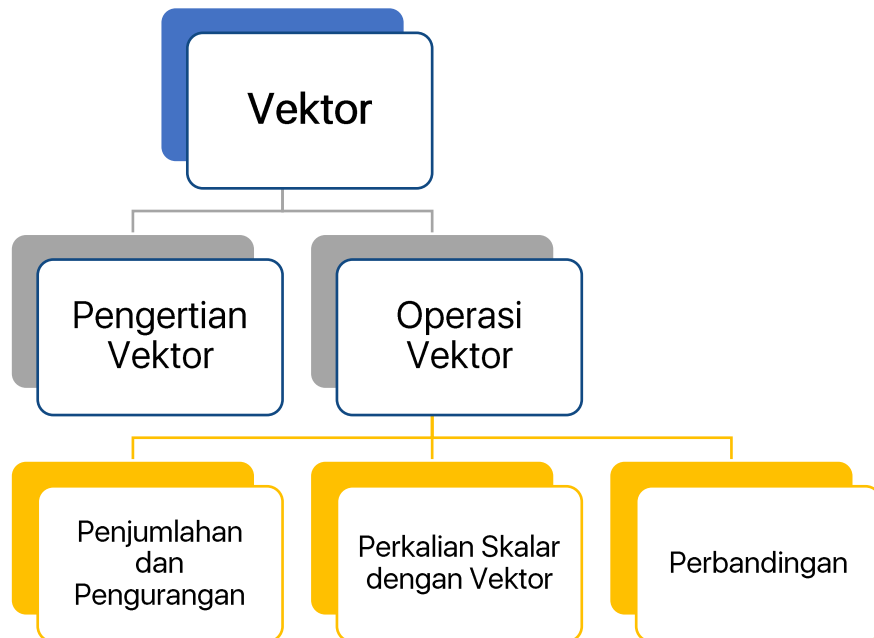 Vektor
Pengertian
Vektor
Operasi
Vektor
Penjumlahan
dan
Pengurangan
Perkalian Skalar
dengan Vektor
Perbandingan